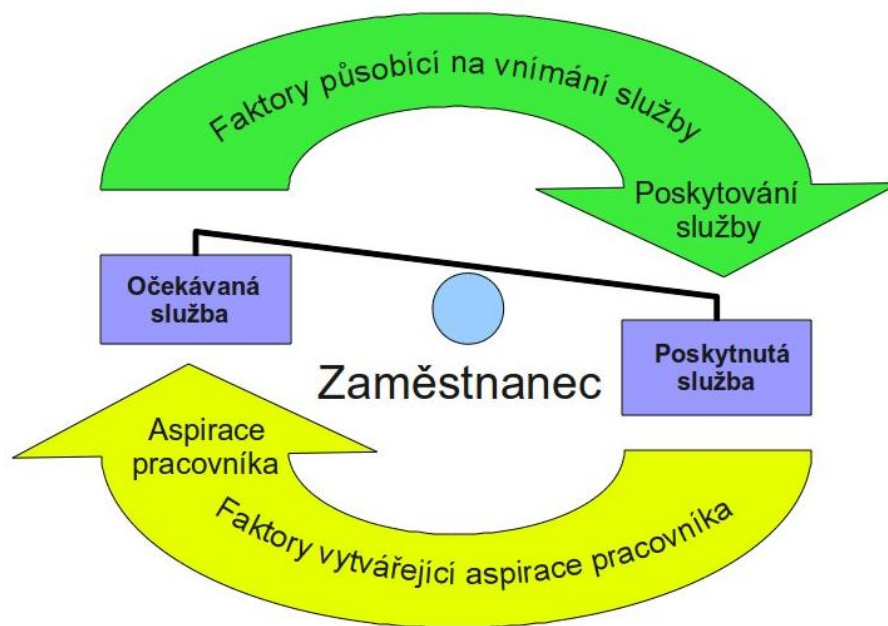 Faktory působící na vnímání služby
Poskytování
služby
Očekávaná
služba
Zaměstnanec
Poskytnutá
služba
Aspirace
pracovníka
Faktory vytvářející aspirace pracovníka